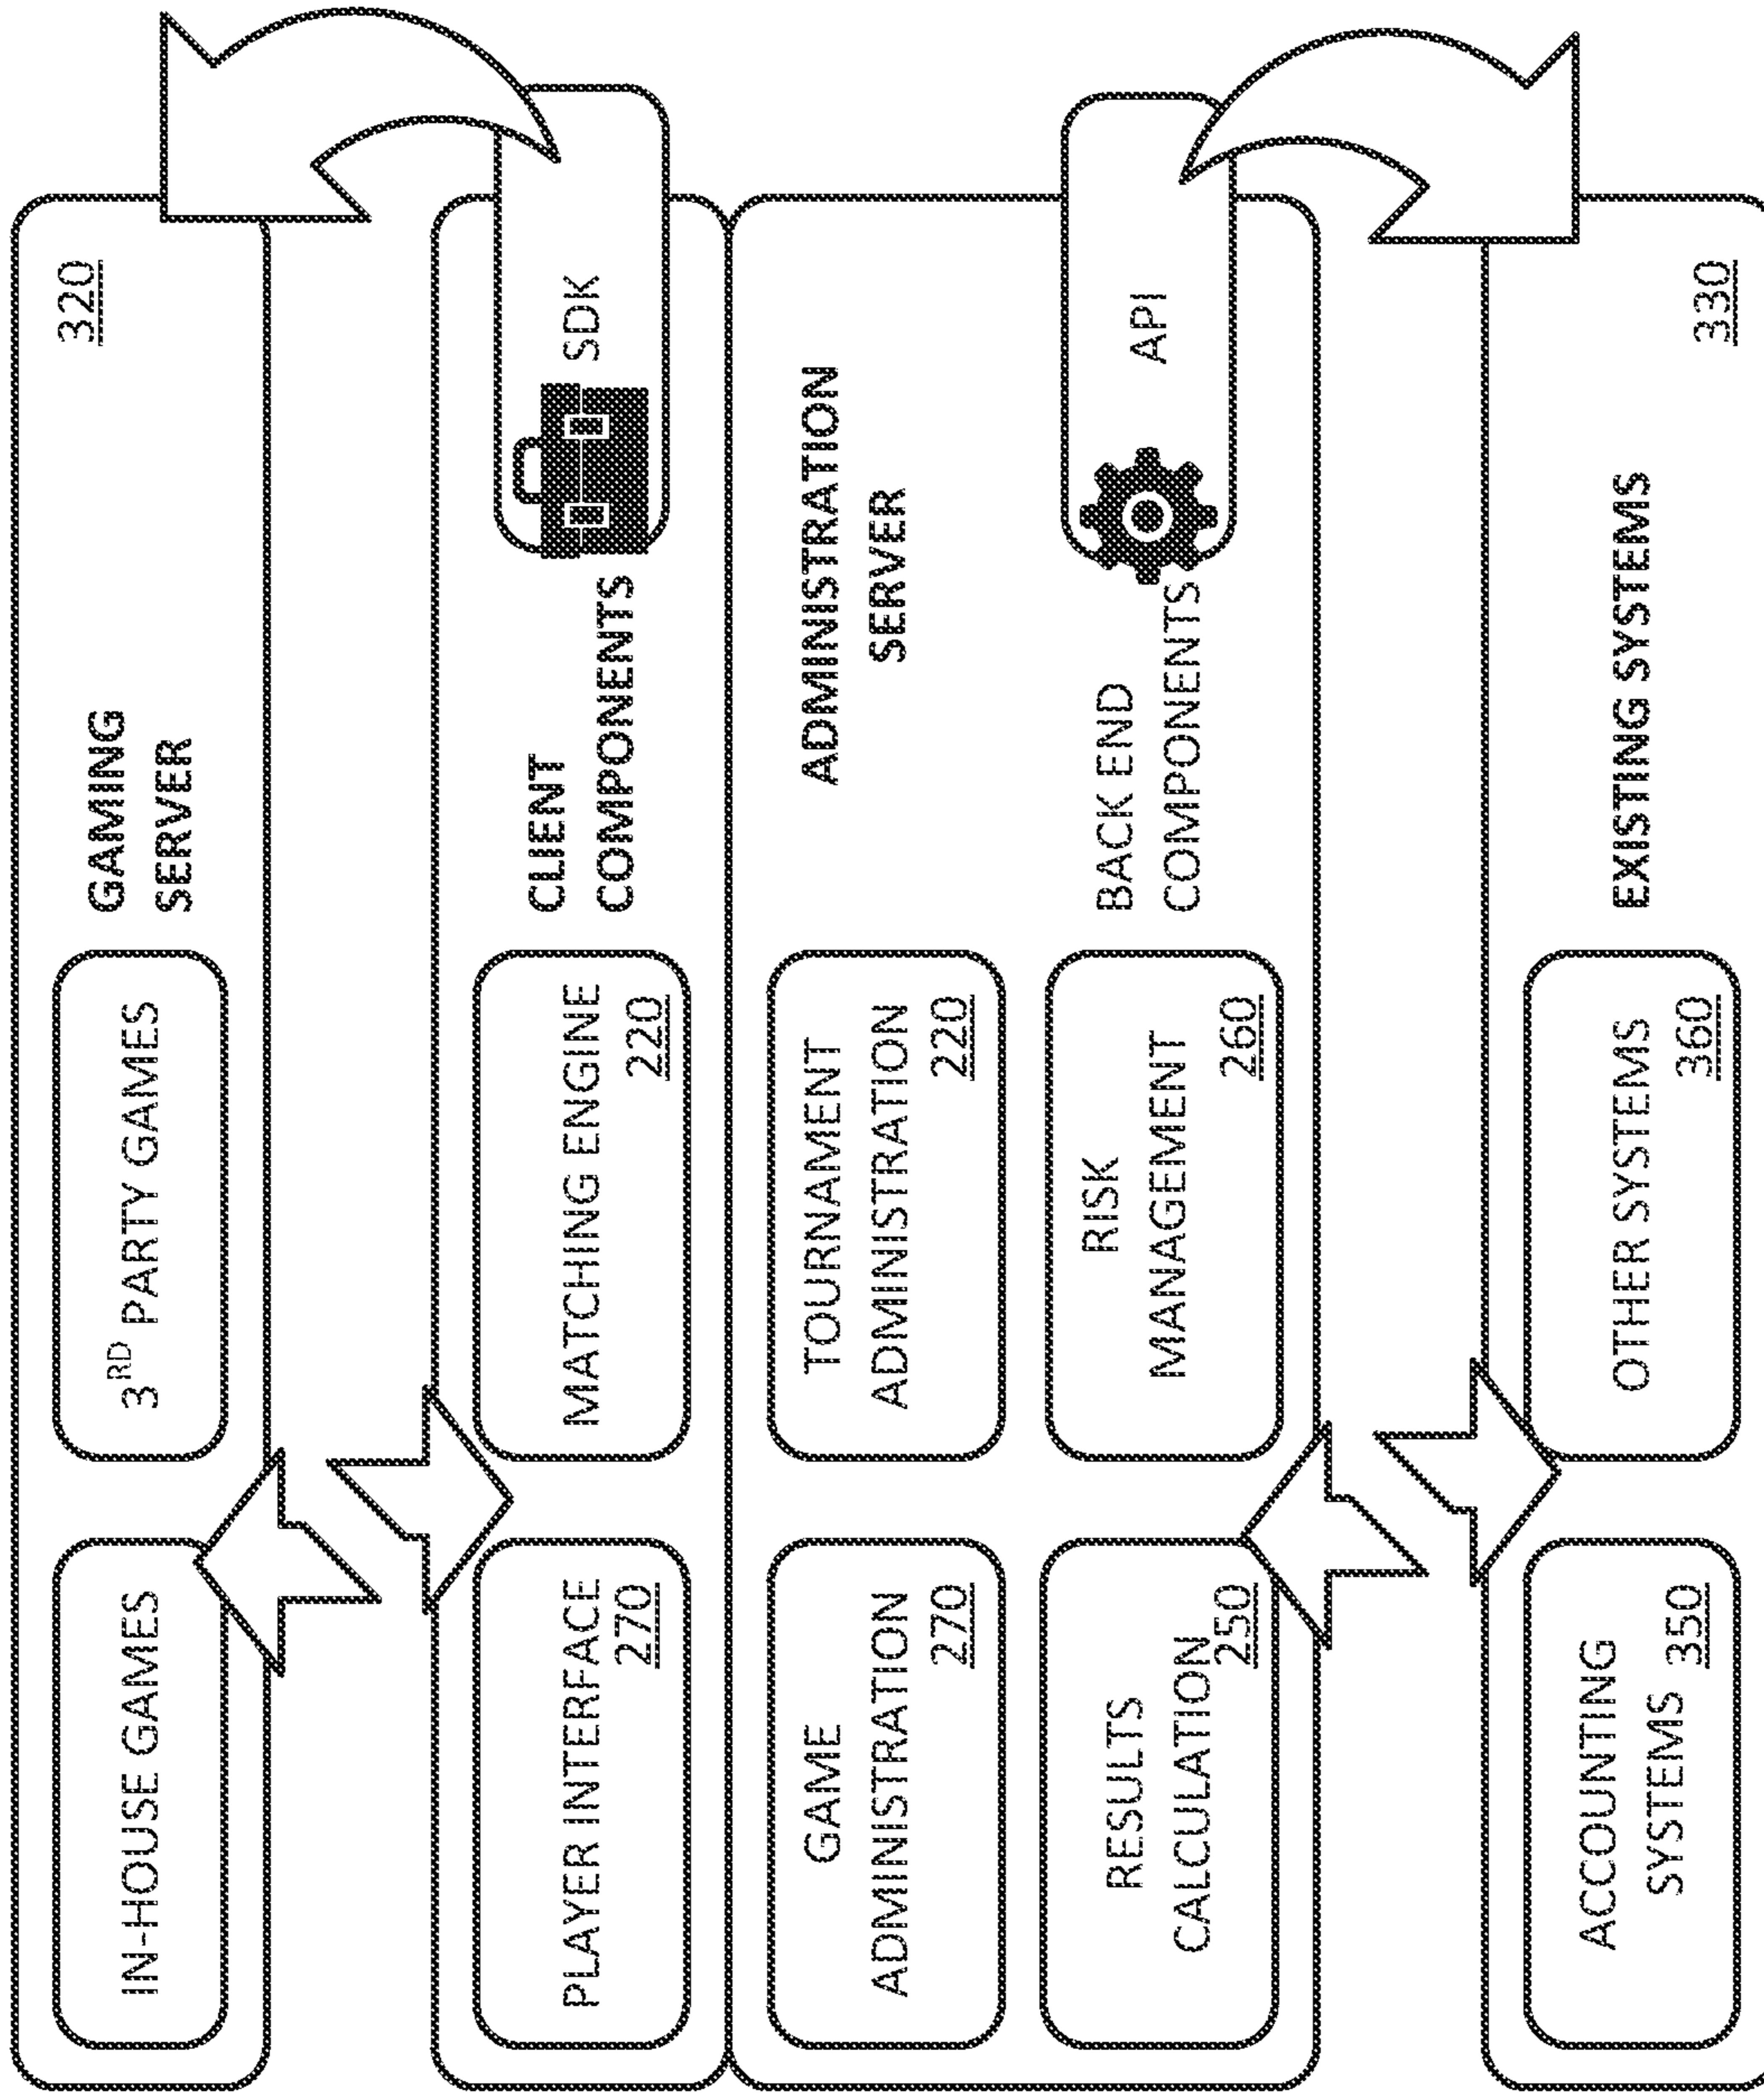 IN-HOUSE GAMES
3RD PARTY GAMES
GAMING
SERVER
320
PLAYER INTERFACE
270
MATCHING ENGINE
220
CLIENT
COMPONENTS
SDK
GAME
ADMINISTRATION
270
TOURNAMENT
ADMINISTRATION
220
ADMINISTRATION
SERVER
RESULTS
CALCULATION
250
RISK
MANAGEMENT
260
BACK END
COMPONENTS
API
ACCOUNTING
SYSTEMS 350
OTHER SYSTEMS
360
EXISTING SYSTEMS
330